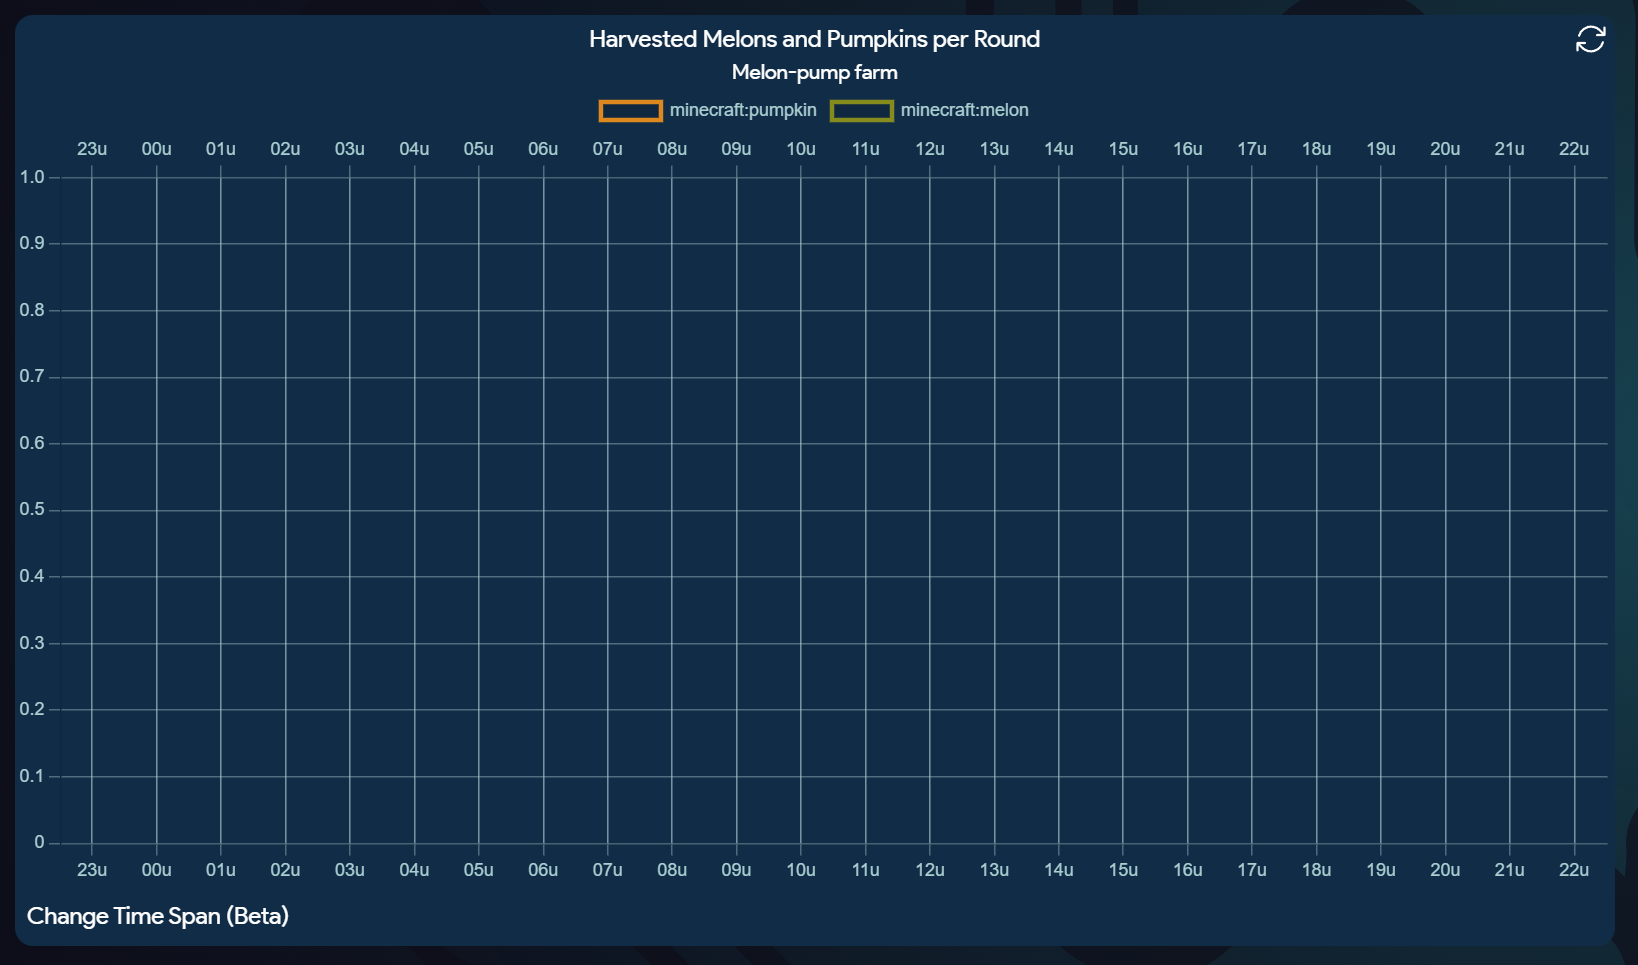 Harvested Melons and Pumpkins per Round
Melon-pump farm
minecraft:pumpkin minecraft:melon
23u 00u 01u 02u 03u 04u 05u 06u 07u 08u 09u 10u 11u 12u 13u 14u 15u 16u 17u 18u 19u 20u 21u 22u
1.0
0.9
0.8
0.7
0.6
0.5
0.4
0.3
0.2
0.1
0
23u 00u 01u 02u 03u 04u 05u 06u 07u 08u 09u 10u 11u 12u 13u 14u 15u 16u 17u 18u 19u 20u 21u 22u
Change Time Span (Beta)